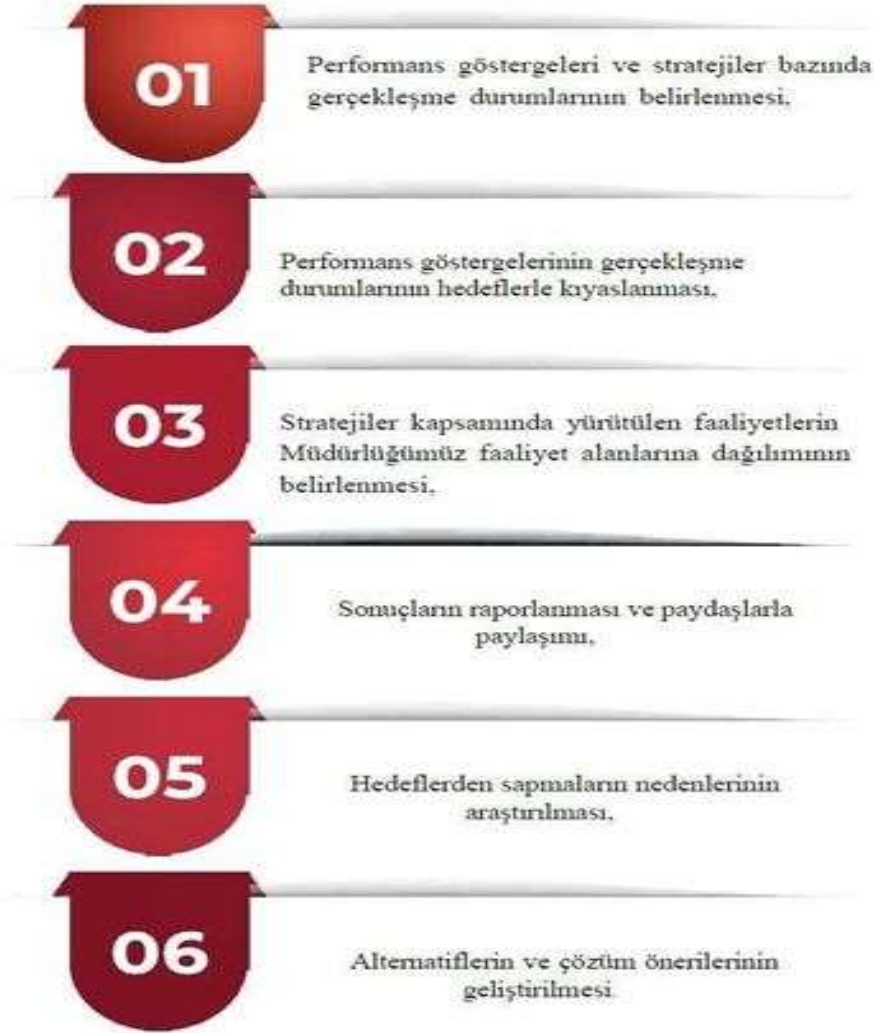 01
Performans göstergeleri ve stratejiler bazında
gerçekleşme durumlarının belirlenmesi,
02
Performans göstergelerinin gerçekleşme
durumlarının hedeflerle kıyaslanması,
03
Stratejiler kapsamında yürütülen faaliyetlerin
Müdürlüğümüz faaliyet alanlarına dağılımının
belirlenmesi,
04
Sonuçların raporlanması ve paydaşlarla
paylaşımı,
05
Hedeflerden sapmaların nedenlerinin
araştırılması,
06
Alternatiflerin ve çözüm önerilerinin
geliştirilmesi